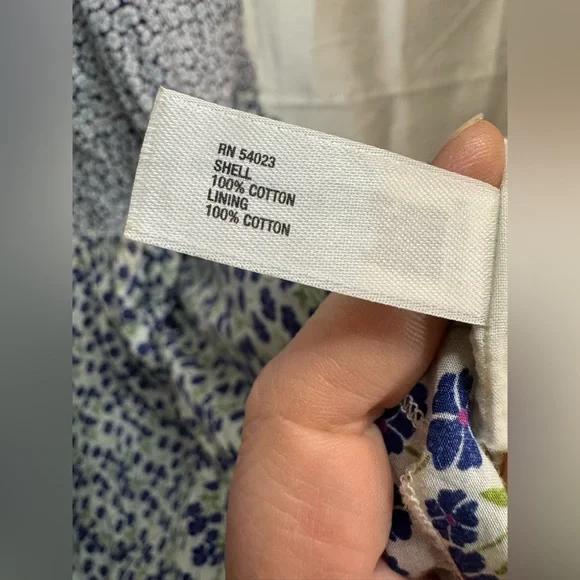 RN 54023
SHELL
100% COTTON
LINING
100% COTTON